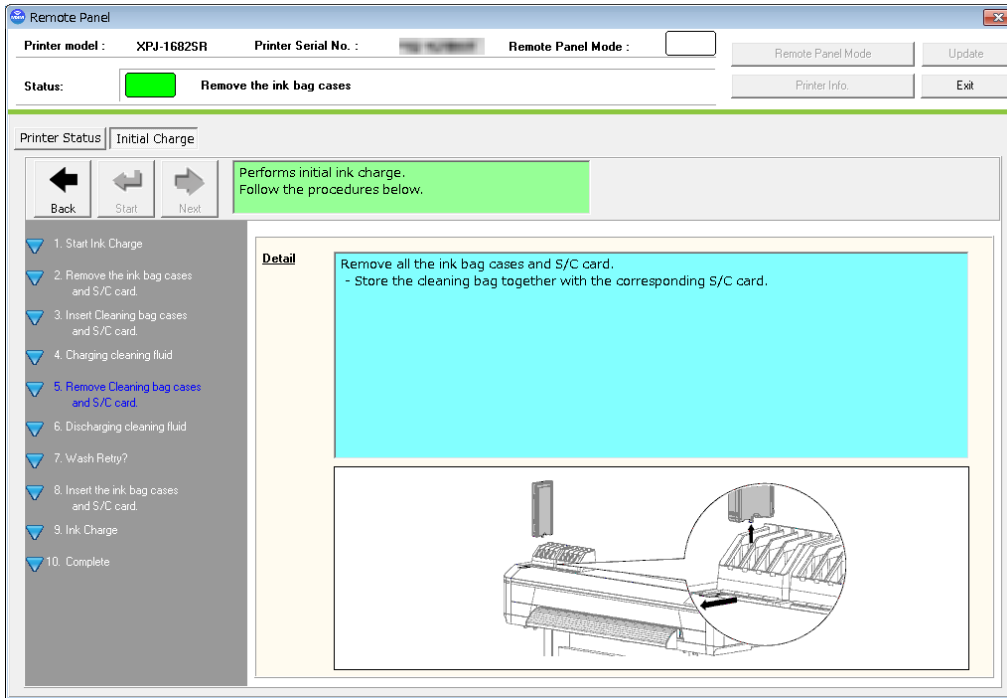 Remote Panel
Printer model : XPJ-1682SR Printer Serial No. : Remote Panel Mode :
Remote Panel Mode Update
Status: Remove the ink bag cases
Printer Info. Exit
Printer Status Initial Charge
Back Start Next
Performs initial ink charge.
Follow the procedures below.
1. Start Ink Charge
2. Remove the ink bag cases
and S/C card.
3. Insert Cleaning bag cases
and S/C card.
4. Charging cleaning fluid
5. Remove Cleaning bag cases
and S/C card.
6. Discharging cleaning fluid
7. Wash Retry?
8. Insert the ink bag cases
and S/C card.
9. Ink Charge
10. Complete
Detail
Remove all the ink bag cases and S/C card.
- Store the cleaning bag together with the corresponding S/C card.